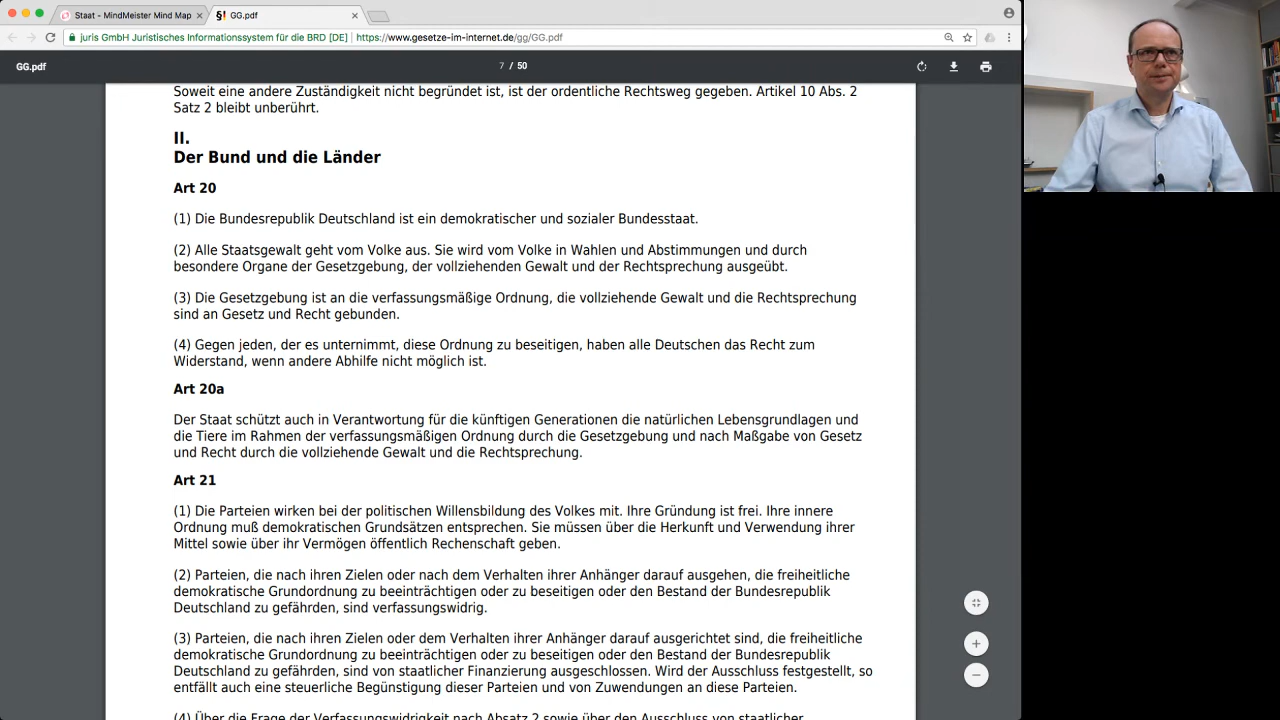 Staat - MindMeister Mind Map
GG.pdf
juris GmbH Juristisches Informationssystem für die BRD [DE] | https://www.gesetze-im-internet.de/gg/GG.pdf
GG.pdf
7 / 50
Soweit eine andere Zuständigkeit nicht begründet ist, ist der ordentliche Rechtsweg gegeben. Artikel 10 Abs. 2
Satz 2 bleibt unberührt.
II.
Der Bund und die Länder
Art 20
(1) Die Bundesrepublik Deutschland ist ein demokratischer und sozialer Bundesstaat.
(2) Alle Staatsgewalt geht vom Volke aus. Sie wird vom Volke in Wahlen und Abstimmungen und durch
besondere Organe der Gesetzgebung, der vollziehenden Gewalt und der Rechtsprechung ausgeübt.
(3) Die Gesetzgebung ist an die verfassungsmäßige Ordnung, die vollziehende Gewalt und die Rechtsprechung
sind an Gesetz und Recht gebunden.
(4) Gegen jeden, der es unternimmt, diese Ordnung zu beseitigen, haben alle Deutschen das Recht zum
Widerstand, wenn andere Abhilfe nicht möglich ist.
Art 20a
Der Staat schützt auch in Verantwortung für die künftigen Generationen die natürlichen Lebensgrundlagen und
die Tiere im Rahmen der verfassungsmäßigen Ordnung durch die Gesetzgebung und nach Maßgabe von Gesetz
und Recht durch die vollziehende Gewalt und die Rechtsprechung.
Art 21
(1) Die Parteien wirken bei der politischen Willensbildung des Volkes mit. Ihre Gründung ist frei. Ihre innere
Ordnung muß demokratischen Grundsätzen entsprechen. Sie müssen über die Herkunft und Verwendung ihrer
Mittel sowie über ihr Vermögen öffentlich Rechenschaft geben.
(2) Parteien, die nach ihren Zielen oder nach dem Verhalten ihrer Anhänger darauf ausgehen, die freiheitliche
demokratische Grundordnung zu beeinträchtigen oder zu beseitigen oder den Bestand der Bundesrepublik
Deutschland zu gefährden, sind verfassungswidrig.
(3) Parteien, die nach ihren Zielen oder dem Verhalten ihrer Anhänger darauf ausgerichtet sind, die freiheitliche
demokratische Grundordnung zu beeinträchtigen oder zu beseitigen oder den Bestand der Bundesrepublik
Deutschland zu gefährden, sind von staatlicher Finanzierung ausgeschlossen. Wird der Ausschluss festgestellt, so
entfällt auch eine steuerliche Begünstigung dieser Parteien und von Zuwendungen an diese Parteien.
(4) Über die Frage der Verfassungswidrigkeit nach Absatz 2 sowie über den Ausschluss von staatlicher